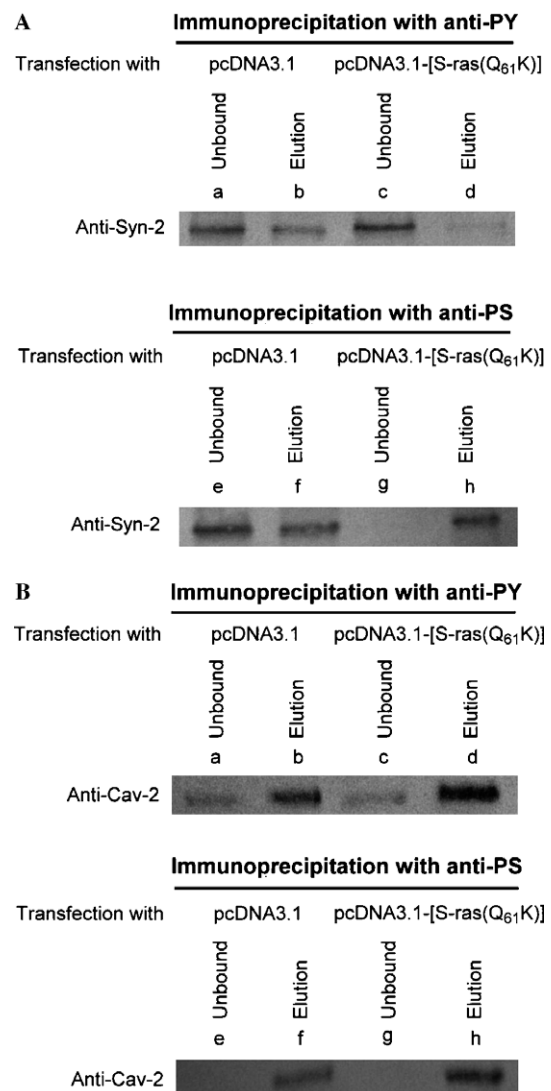 A
Immunoprecipitation with anti-PY
Transfection with pcDNA3.1 pcDNA3.1-[S-ras(Q₆₁K)]
Unbound Elution Unbound Elution
a b c d
Anti-Syn-2
Immunoprecipitation with anti-PS
Transfection with pcDNA3.1 pcDNA3.1-[S-ras(Q₆₁K)]
Unbound Elution Unbound Elution
e f g h
Anti-Syn-2
B
Immunoprecipitation with anti-PY
Transfection with pcDNA3.1 pcDNA3.1-[S-ras(Q₆₁K)]
Unbound Elution Unbound Elution
a b c d
Anti-Cav-2
Immunoprecipitation with anti-PS
Transfection with pcDNA3.1 pcDNA3.1-[S-ras(Q₆₁K)]
Unbound Elution Unbound Elution
e f g h
Anti-Cav-2